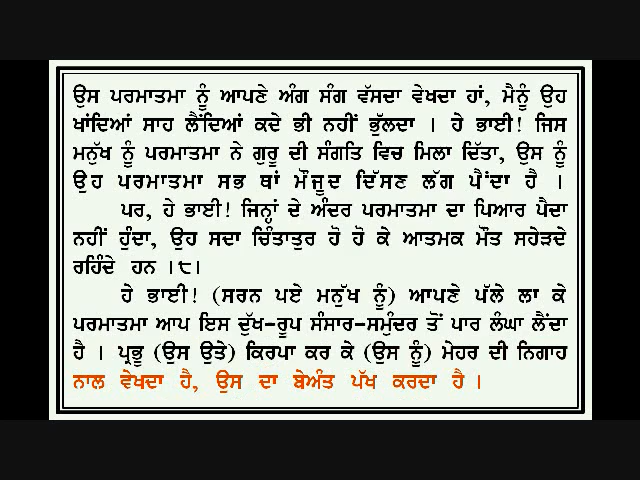 ਉਸ ਪਰਮਾਤਮਾ ਨੂੰ ਆਪਣੇ ਅੰਗ ਸੰਗ ਵੱਸਦਾ ਵੇਖਦਾ ਹਾਂ, ਮੈਨੂੰ ਉਹ
ਖਾਂਦਿਆਂ ਸਾਹ ਲੈਂਦਿਆਂ ਕਦੇ ਭੀ ਨਹੀਂ ਭੁੱਲਦਾ । ਹੇ ਭਾਈ! ਜਿਸ
ਮਨੁੱਖ ਨੂੰ ਪਰਮਾਤਮਾ ਨੇ ਗੁਰੂ ਦੀ ਸੰਗਤਿ ਵਿਚ ਮਿਲਾ ਦਿੱਤਾ, ਉਸ ਨੂੰ
ਉਹ ਪਰਮਾਤਮਾ ਸਭ ਥਾਂ ਮੌਜੂਦ ਦਿੱਸਣ ਲੱਗ ਪੈਂਦਾ ਹੈ ।
ਪਰ, ਹੇ ਭਾਈ! ਜਿਨ੍ਹਾਂ ਦੇ ਅੰਦਰ ਪਰਮਾਤਮਾ ਦਾ ਪਿਆਰ ਪੈਦਾ
ਨਹੀਂ ਹੁੰਦਾ, ਉਹ ਸਦਾ ਚਿੰਤਾਤੁਰ ਹੋ ਹੋ ਕੇ ਆਤਮਕ ਮੌਤ ਸਹੇੜਦੇ
ਰਹਿੰਦੇ ਹਨ ।੮।
ਹੇ ਭਾਈ! (ਸਰਨ ਪਏ ਮਨੁੱਖ ਨੂੰ) ਆਪਣੇ ਪੱਲੇ ਲਾ ਕੇ
ਪਰਮਾਤਮਾ ਆਪ ਇਸ ਦੁੱਖ-ਰੂਪ ਸੰਸਾਰ-ਸਮੁੰਦਰ ਤੋਂ ਪਾਰ ਲੰਘਾ ਲੈਂਦਾ
ਹੈ । ਪ੍ਰਭੂ (ਉਸ ਉਤੇ) ਕਿਰਪਾ ਕਰ ਕੇ (ਉਸ ਨੂੰ) ਮੇਹਰ ਦੀ ਨਿਗਾਹ
ਨਾਲ ਵੇਖਦਾ ਹੈ, ਉਸ ਦਾ ਬੇਅੰਤ ਪੱਖ ਕਰਦਾ ਹੈ ।